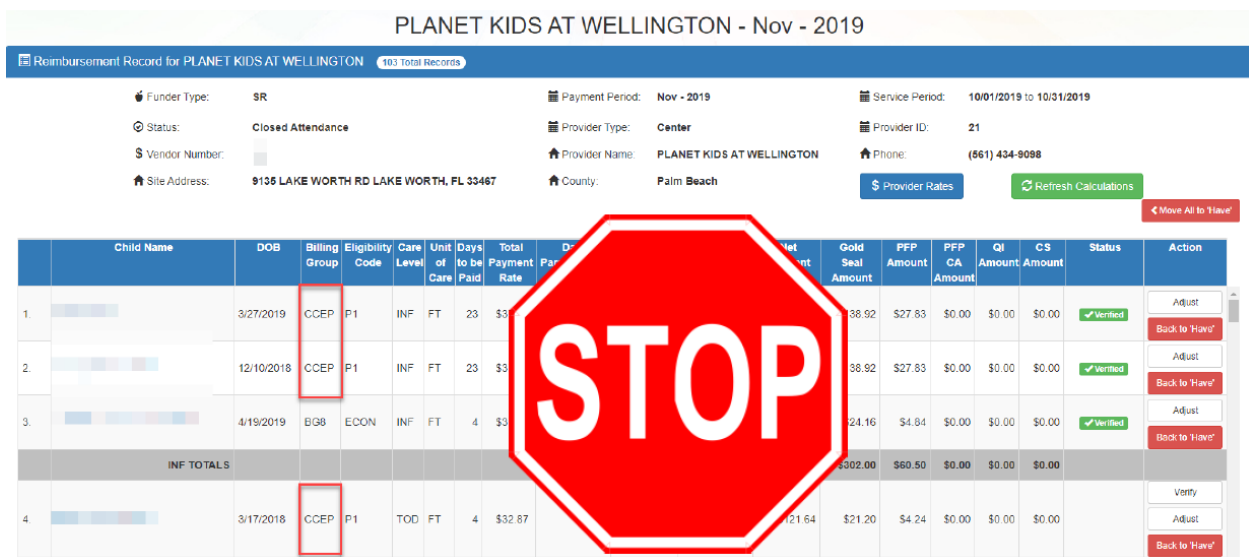 PLANET KIDS AT WELLINGTON - Nov - 2019
Reimbursement Record for PLANET KIDS AT WELLINGTON 103 Total Records
Funder Type: SR Payment Period: Nov - 2019 Service Period: 10/01/2019 to 10/31/2019
Status: Closed Attendance Provider Type: Center Provider ID: 21
$ Vendor Number: Provider Name: PLANET KIDS AT WELLINGTON Phone: (561) 434-9098
Site Address: 9135 LAKE WORTH RD LAKE WORTH, FL 33467 County: Palm Beach $ Provider Rates Refresh Calculations
Move All to 'Have'
Child Name DOB Billing Group Eligibility Code Care Level Unit of Care Days to be Paid Total Payment Rate Gold Seal Amount PFP Amount PFP CA Amount QI Amount CS Amount Status Action
1. 3/27/2019 CCEP P1 INF FT 23 38.92 $27.83 $0.00 $0.00 $0.00 Verified Adjust Back to 'Have'
2. 12/10/2018 CCEP P1 INF FT 23 38.92 $27.83 $0.00 $0.00 $0.00 Verified Adjust Back to 'Have'
3. 4/19/2019 BG8 ECON INF FT 4 $24.16 $4.84 $0.00 $0.00 $0.00 Verified Adjust Back to 'Have'
INF TOTALS $302.00 $60.50 $0.00 $0.00 $0.00
4. 3/17/2018 CCEP P1 TOD FT 4 $32.87 121.64 $21.20 $4.24 $0.00 $0.00 $0.00 Verify Adjust Back to 'Have'
STOP